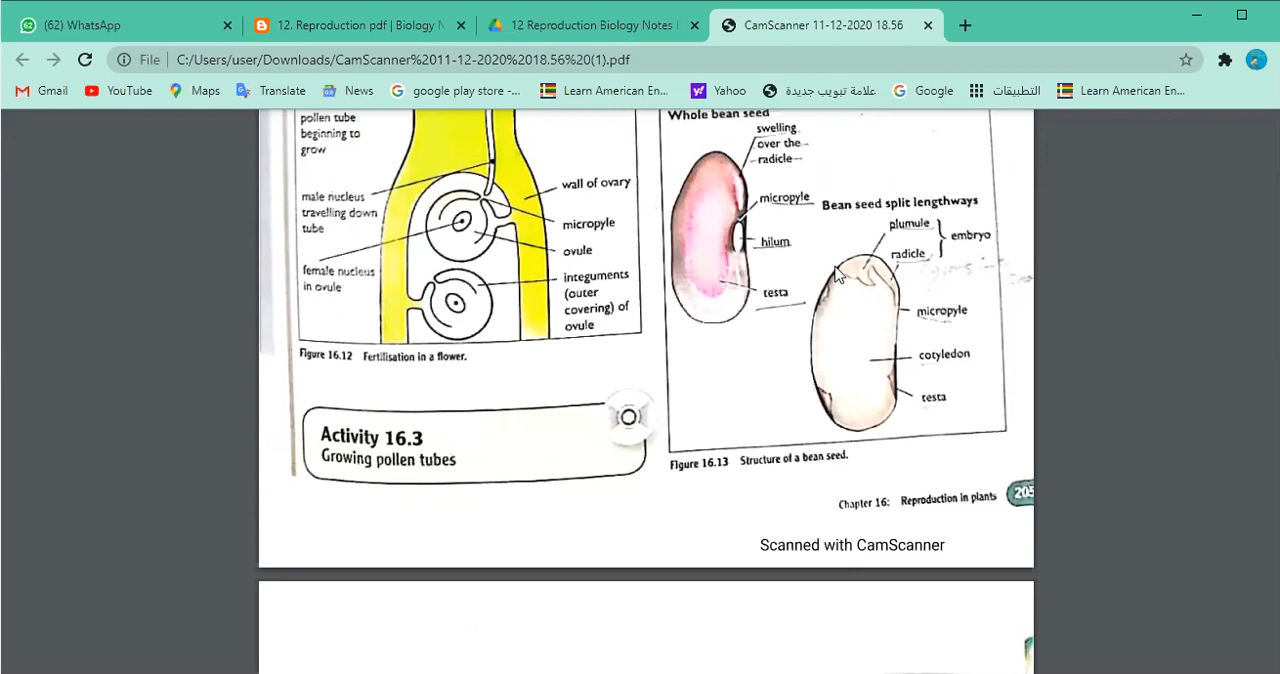 (62) WhatsApp
12. Reproduction pdf | Biology N
12 Reproduction Biology Notes
CamScanner 11-12-2020 18.56
File
C:/Users/user/Downloads/CamScanner%2011-12-2020%2018.56%20(1).pdf
Gmail
YouTube
Maps
Translate
News
google play store -...
Learn American En...
Yahoo
علامة تبويب جديدة
Google
التطبيقات
Learn American En...
pollen tube
beginning to
grow
male nucleus
travelling down
tube
female nucleus
in ovule
wall of ovary
micropyle
ovule
integuments
(outer
covering) of
ovule
Figure 16.12 Fertilisation in a flower.
Activity 16.3
Growing pollen tubes
Whole bean seed
swelling
over the
radicle
micropyle
hilum
testa
Bean seed split lengthways
plumule
radicle
embryo
micropyle
cotyledon
testa
Figure 16.13 Structure of a bean seed.
Chapter 16: Reproduction in plants
205
Scanned with CamScanner